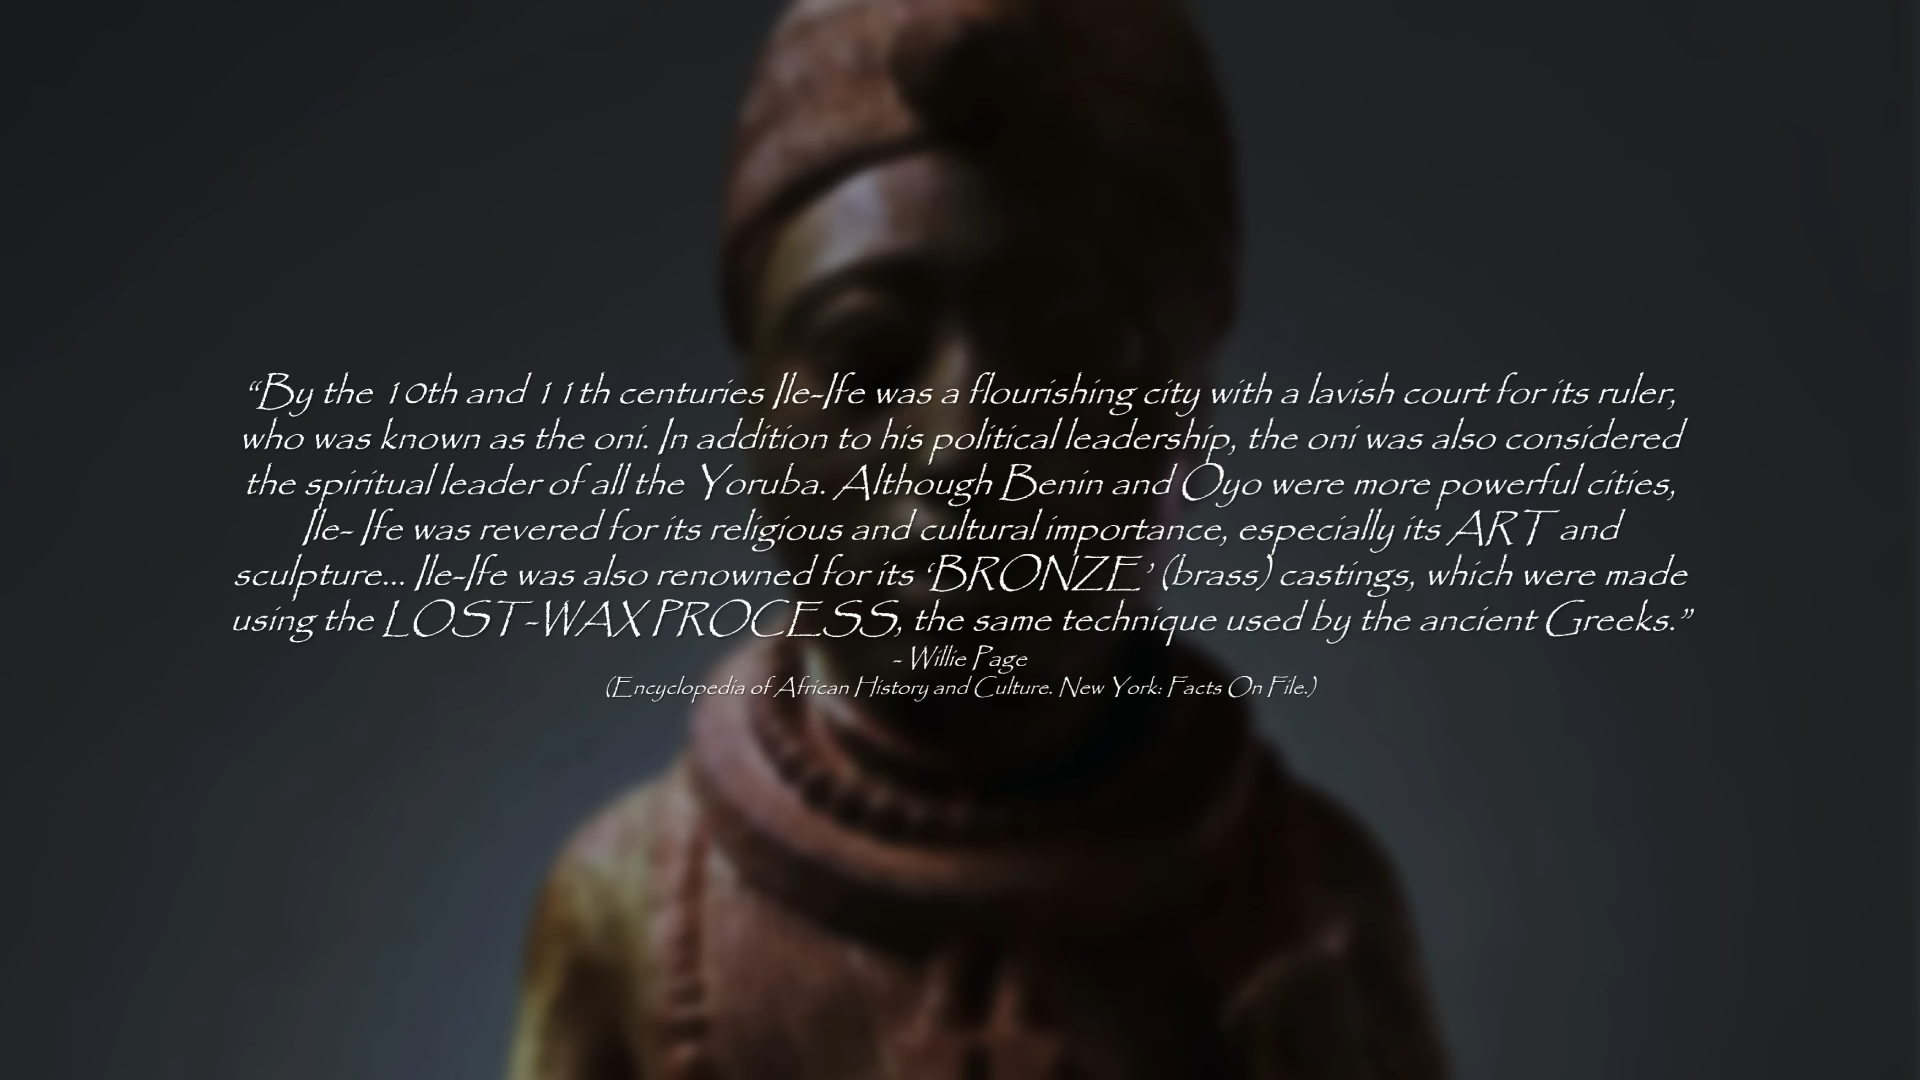 “By the 10th and 11th centuries Ile-Ife was a flourishing city with a lavish court for its ruler,
who was known as the oni. In addition to his political leadership, the oni was also considered
the spiritual leader of all the Yoruba. Although Benin and Oyo were more powerful cities,
Ile- Ife was revered for its religious and cultural importance, especially its ART and
sculpture... Ile-Ife was also renowned for its ‘BRONZE’ (brass) castings, which were made
using the LOST-WAX PROCESS, the same technique used by the ancient Greeks.”
- Willie Page
(Encyclopedia of African History and Culture. New York: Facts On File.)